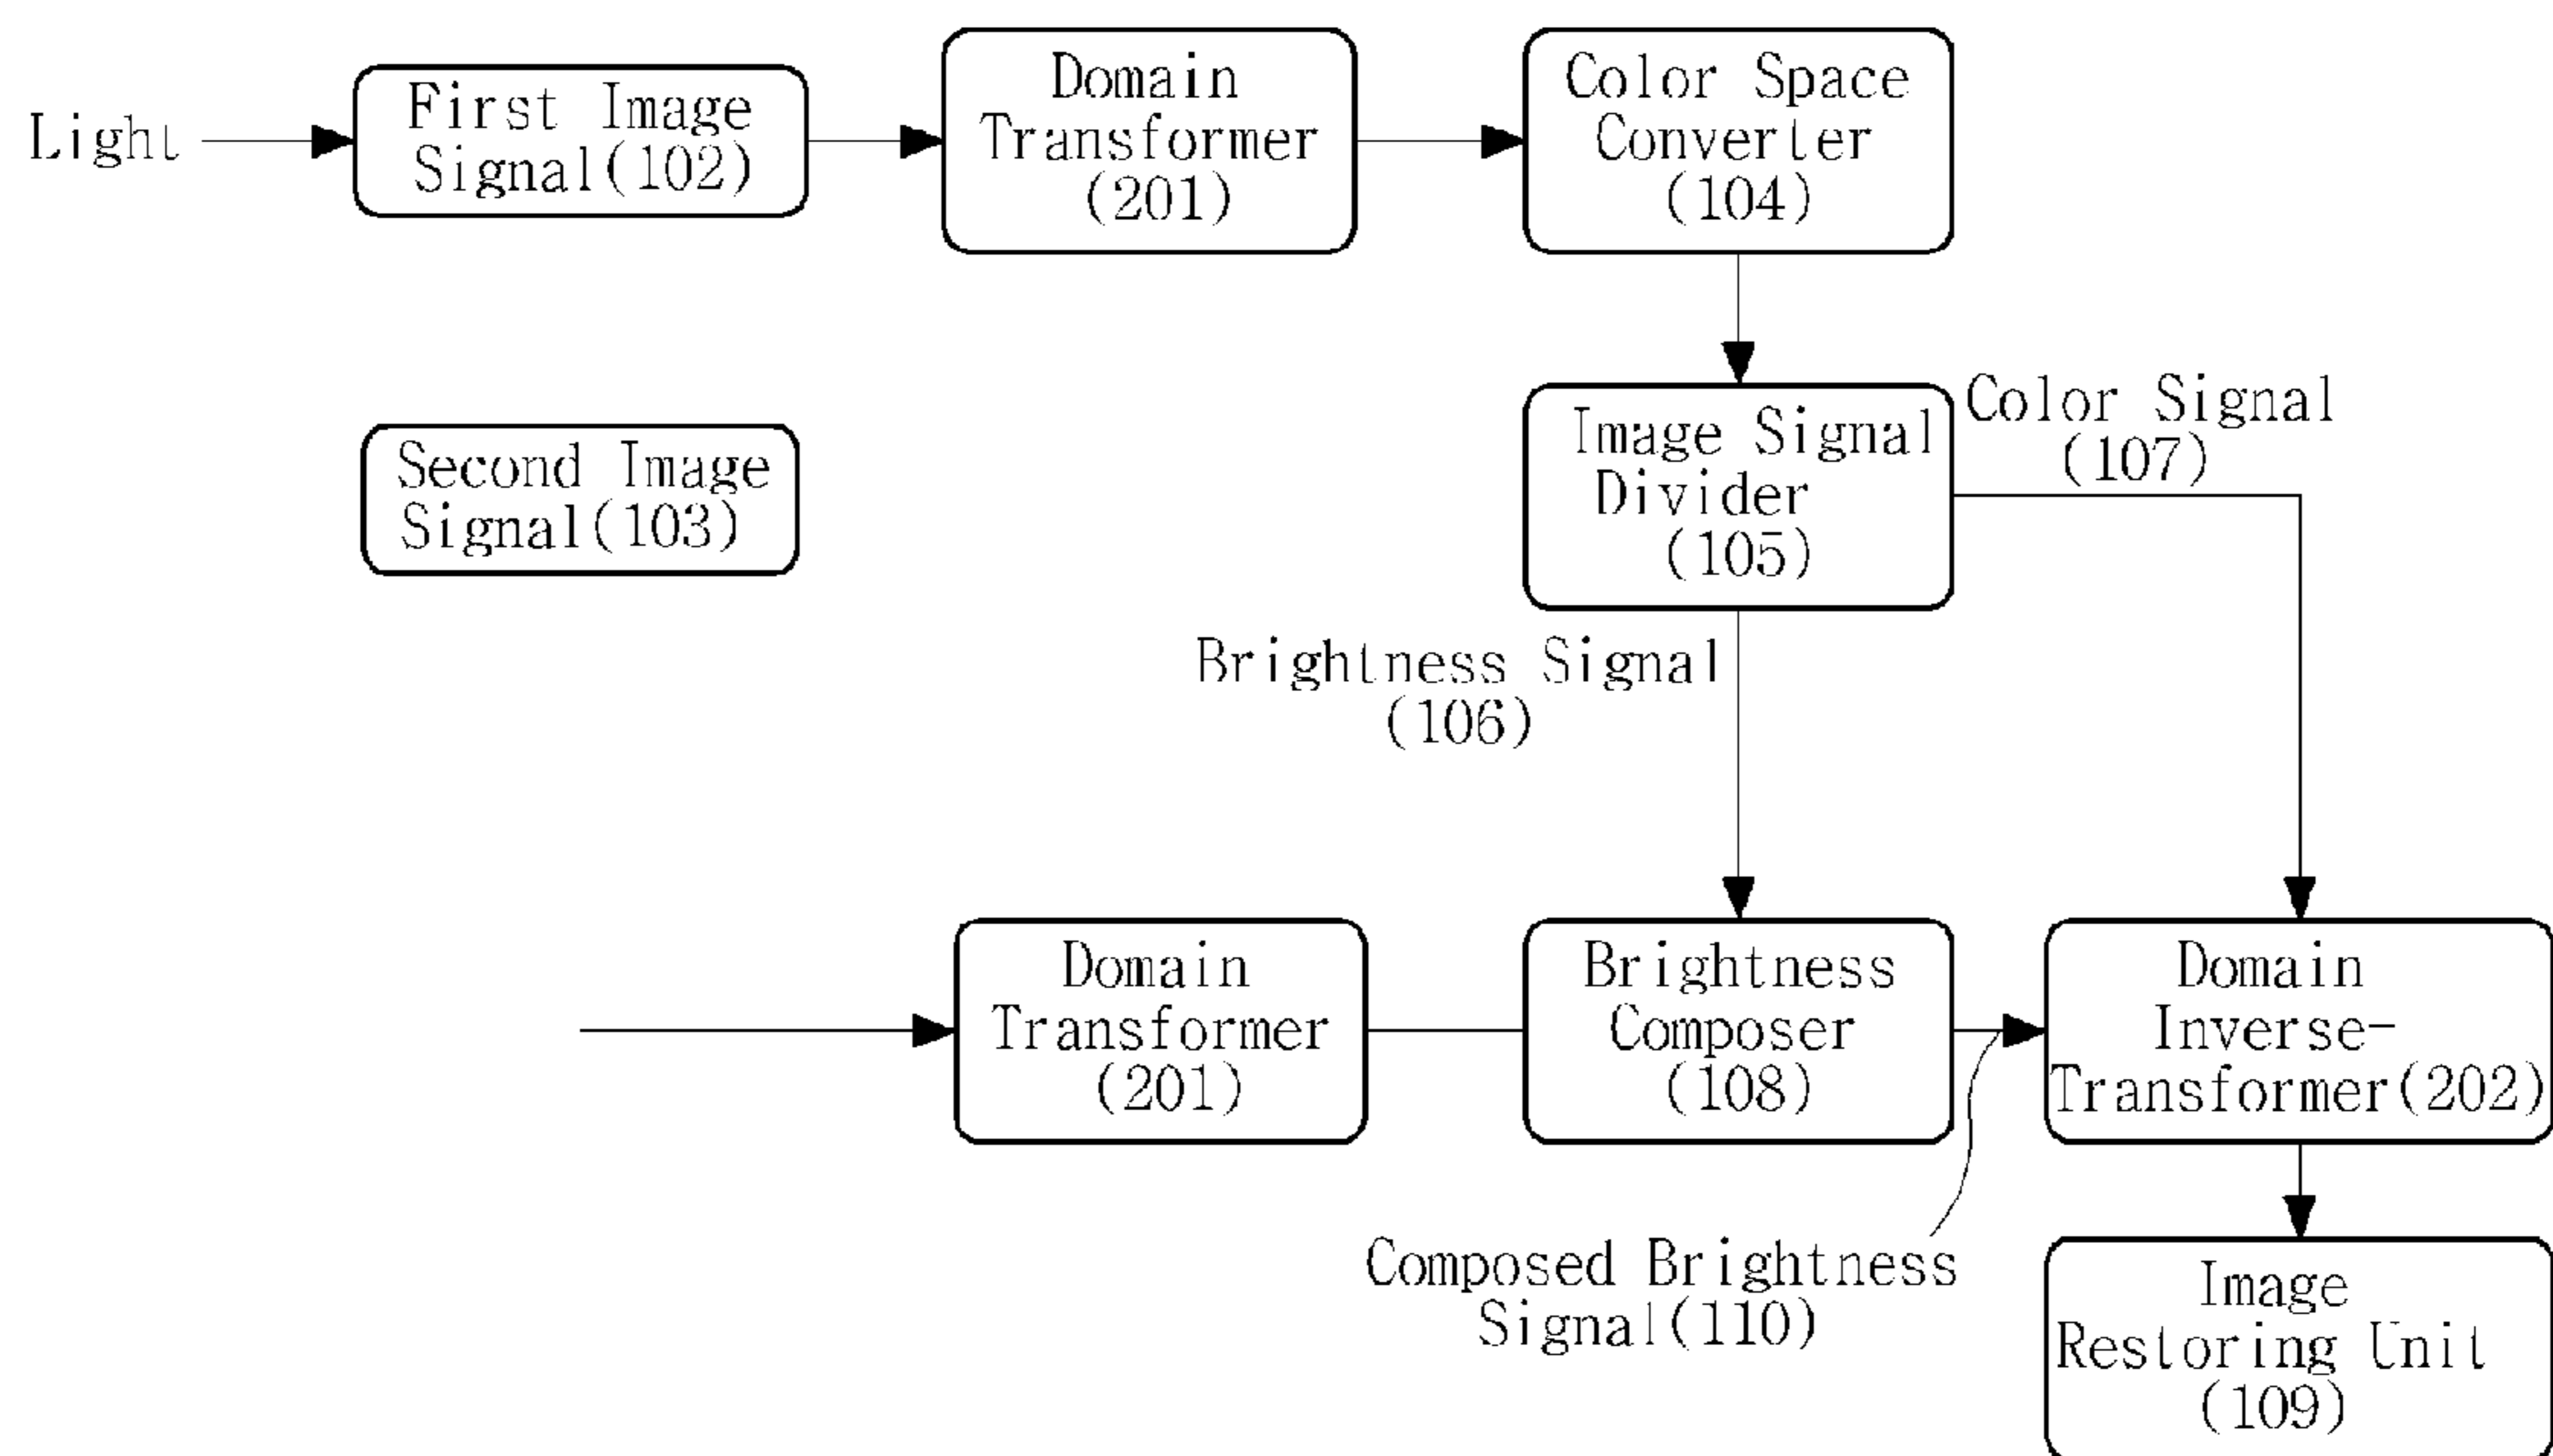 Light
First Image
Signal(102)
Domain
Transformer
(201)
Color Space
Converter
(104)
Second Image
Signal(103)
Image Signal
Divider
(105)
Color Signal
(107)
Brightness Signal
(106)
Domain
Transformer
(201)
Brightness
Composer
(108)
Domain
Inverse-
Transformer(202)
Composed Brightness
Signal(110)
Image
Restoring Unit
(109)